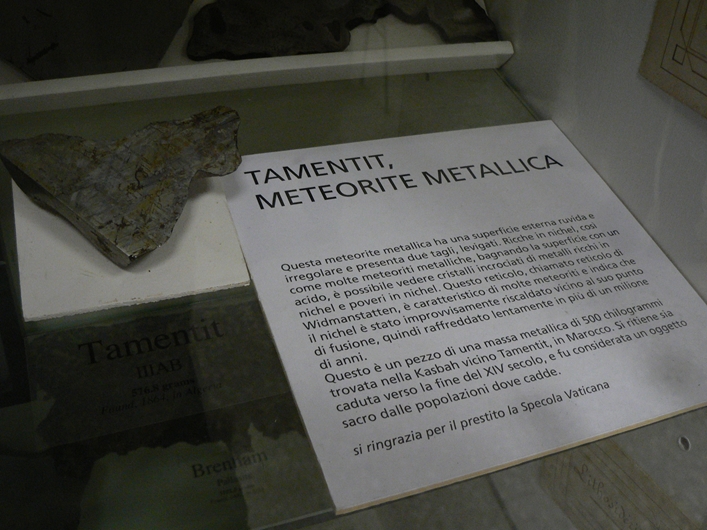 TAMENTIT,
METEORITE METALLICA
Questa meteorite metallica ha una superficie esterna ruvida e
irregolare e presenta due tagli, levigati. Ricche in nichel, così
come molte meteoriti metalliche, bagnando la superficie con un
acido, è possibile vedere cristalli incrociati di metalli ricchi in
nichel e poveri in nichel. Questo reticolo, chiamato reticolo di
Widmanstatten, è caratteristico di molte meteoriti e indica che
il nichel è stato improvvisamente riscaldato vicino al suo punto
di fusione, quindi raffreddato lentamente in più di un milione
di anni.
Questo è un pezzo di una massa metallica di 500 chilogrammi
trovata nella Kasbah vicino Tamentit, in Marocco. Si ritiene sia
caduta verso la fine del XIV secolo, e fu considerata un oggetto
sacro dalle popolazioni dove cadde.
si ringrazia per il prestito la Specola Vaticana
Tamentit
IIIAB
Brenham